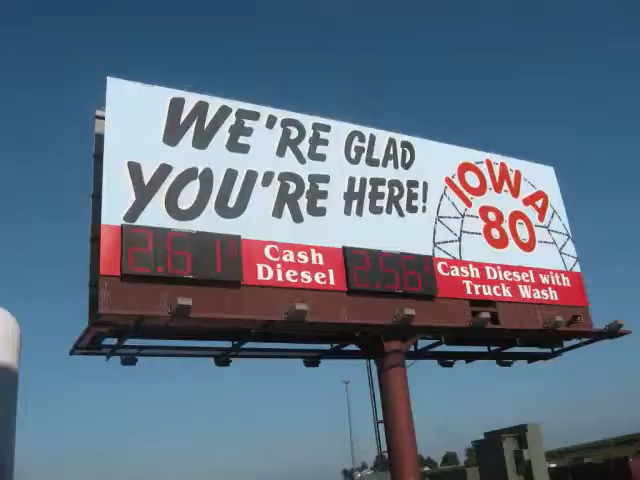 WE'RE GLAD
YOU'RE HERE!
IOWA
80
2.61
Cash
Diesel
2.56
Cash Diesel with
Truck Wash